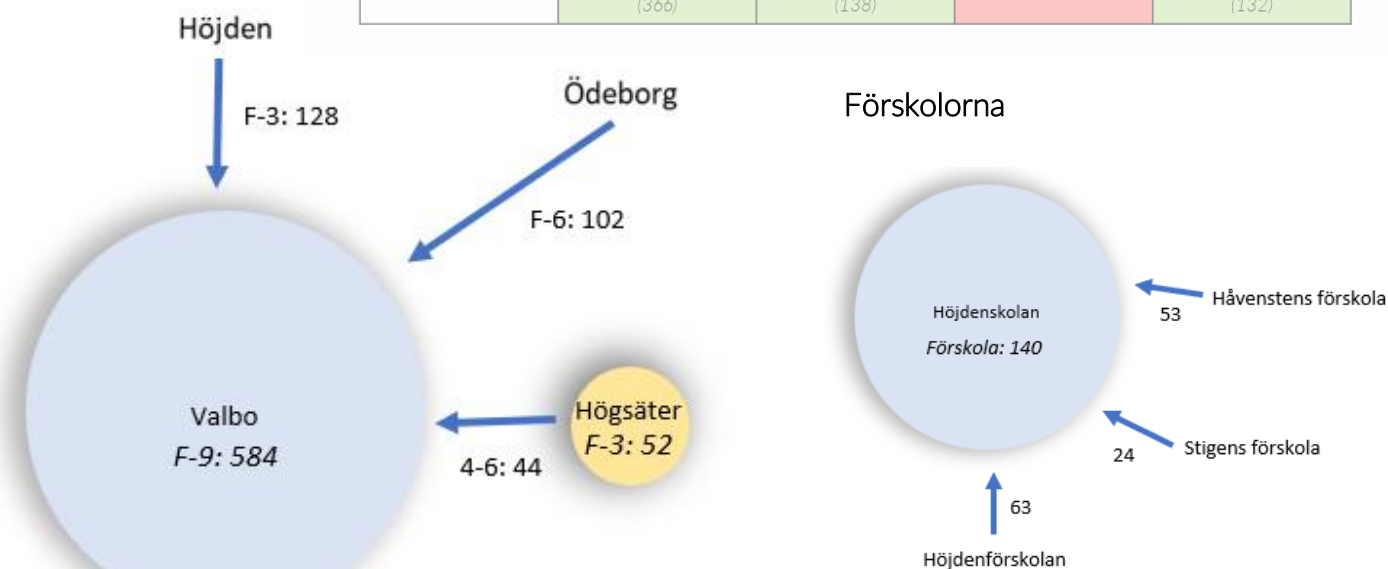 (366) (138) (132)
Höjden
F-3: 128
Ödeborg
F-6: 102
Valbo
F-9: 584
4-6: 44
Högsäter
F-3: 52
Förskolorna
Höjdenskolan
Förskola: 140
Håvenstens förskola
53
Stigens förskola
24
63
Höjdenförskolan